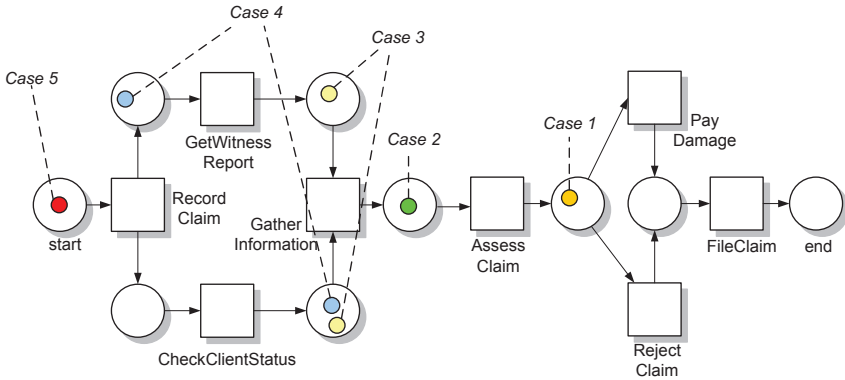 Case 4
Case 3
Case 5
GetWitness
Report
Pay
Damage
Case 1
Case 2
Record
Claim
start
Gather
Information
Assess
Claim
FileClaim
end
CheckClientStatus
Reject
Claim